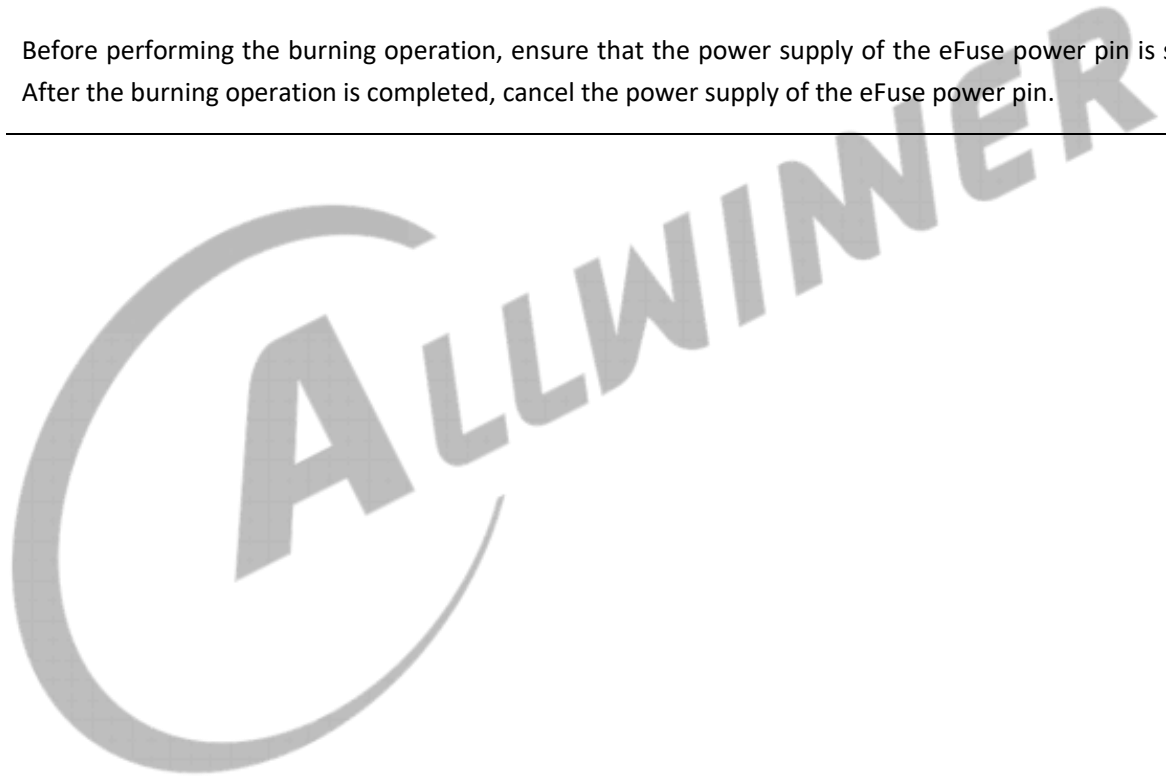 Before performing the burning operation, ensure that the power supply of the eFuse power pin is
After the burning operation is completed, cancel the power supply of the eFuse power pin.
ALLWINNER